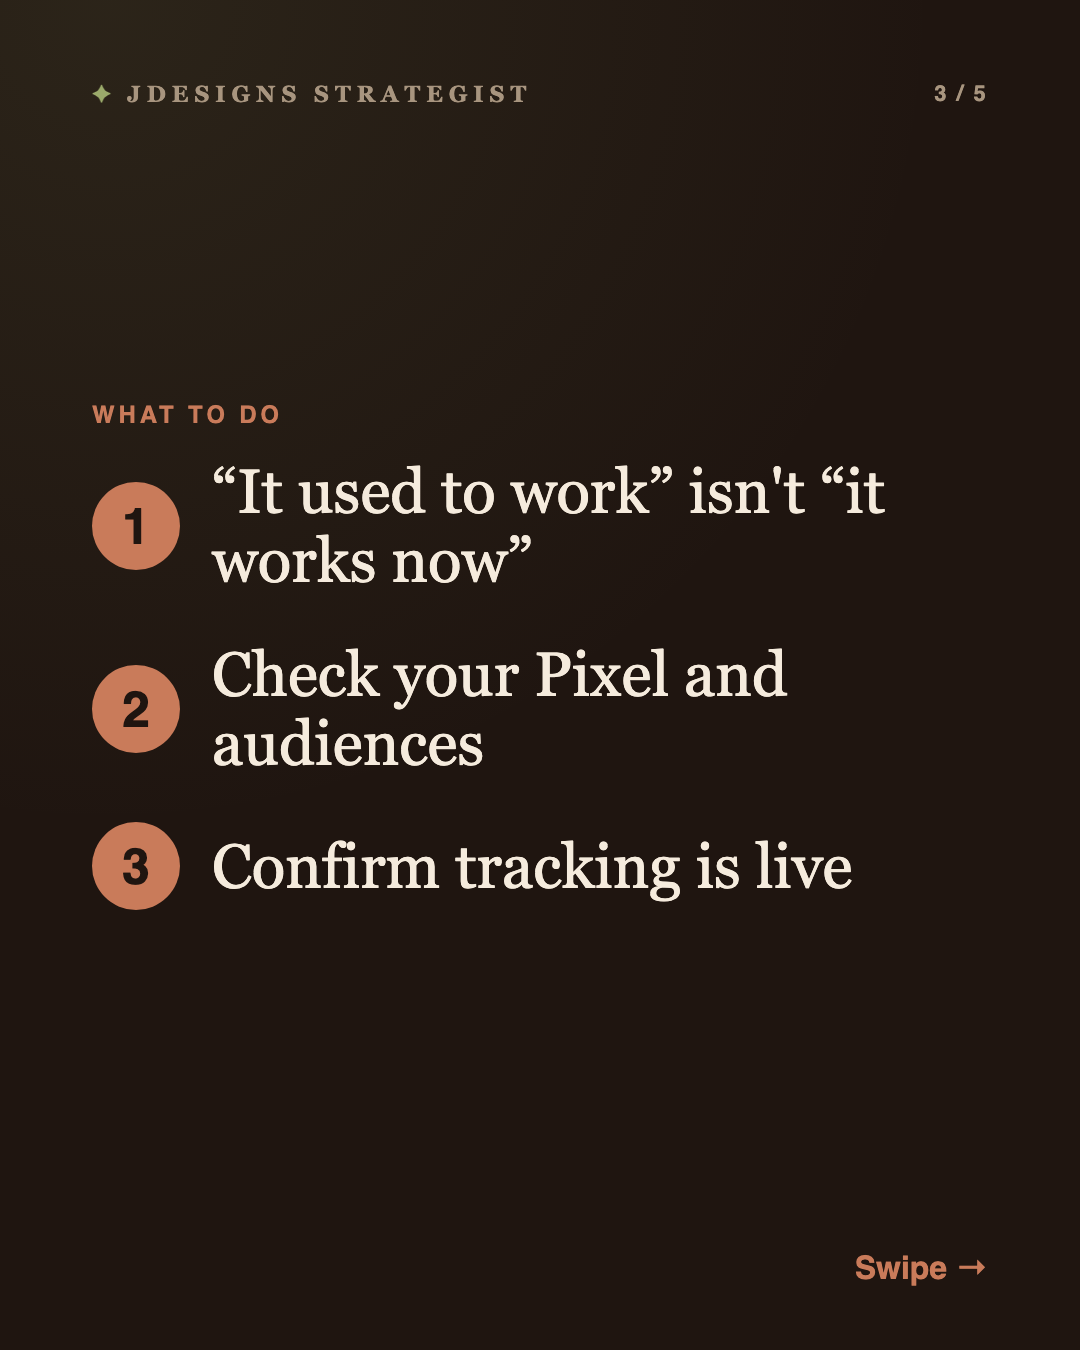 ✦ JDESIGNS STRATEGIST
3 / 5
WHAT TO DO
1
“It used to work” isn't “it
works now”
2
Check your Pixel and
audiences
3
Confirm tracking is live
Swipe →